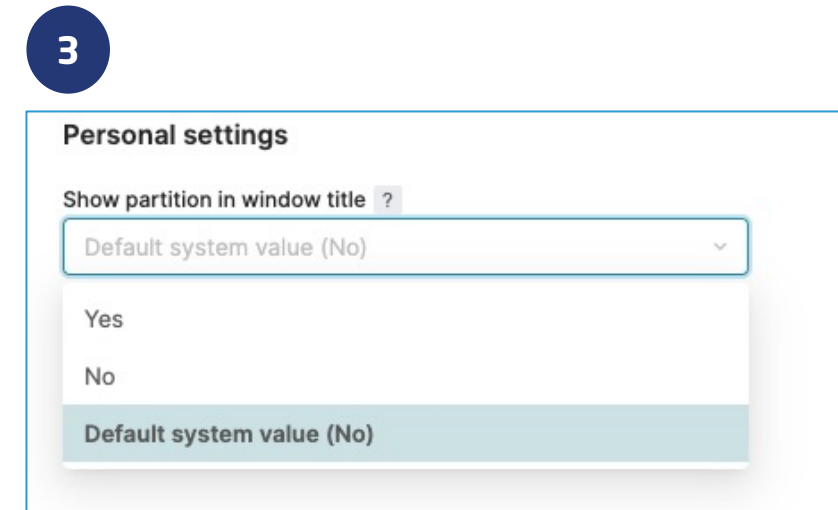 3
Personal settings
Show partition in window title ?
Default system value (No)
Yes
No
Default system value (No)